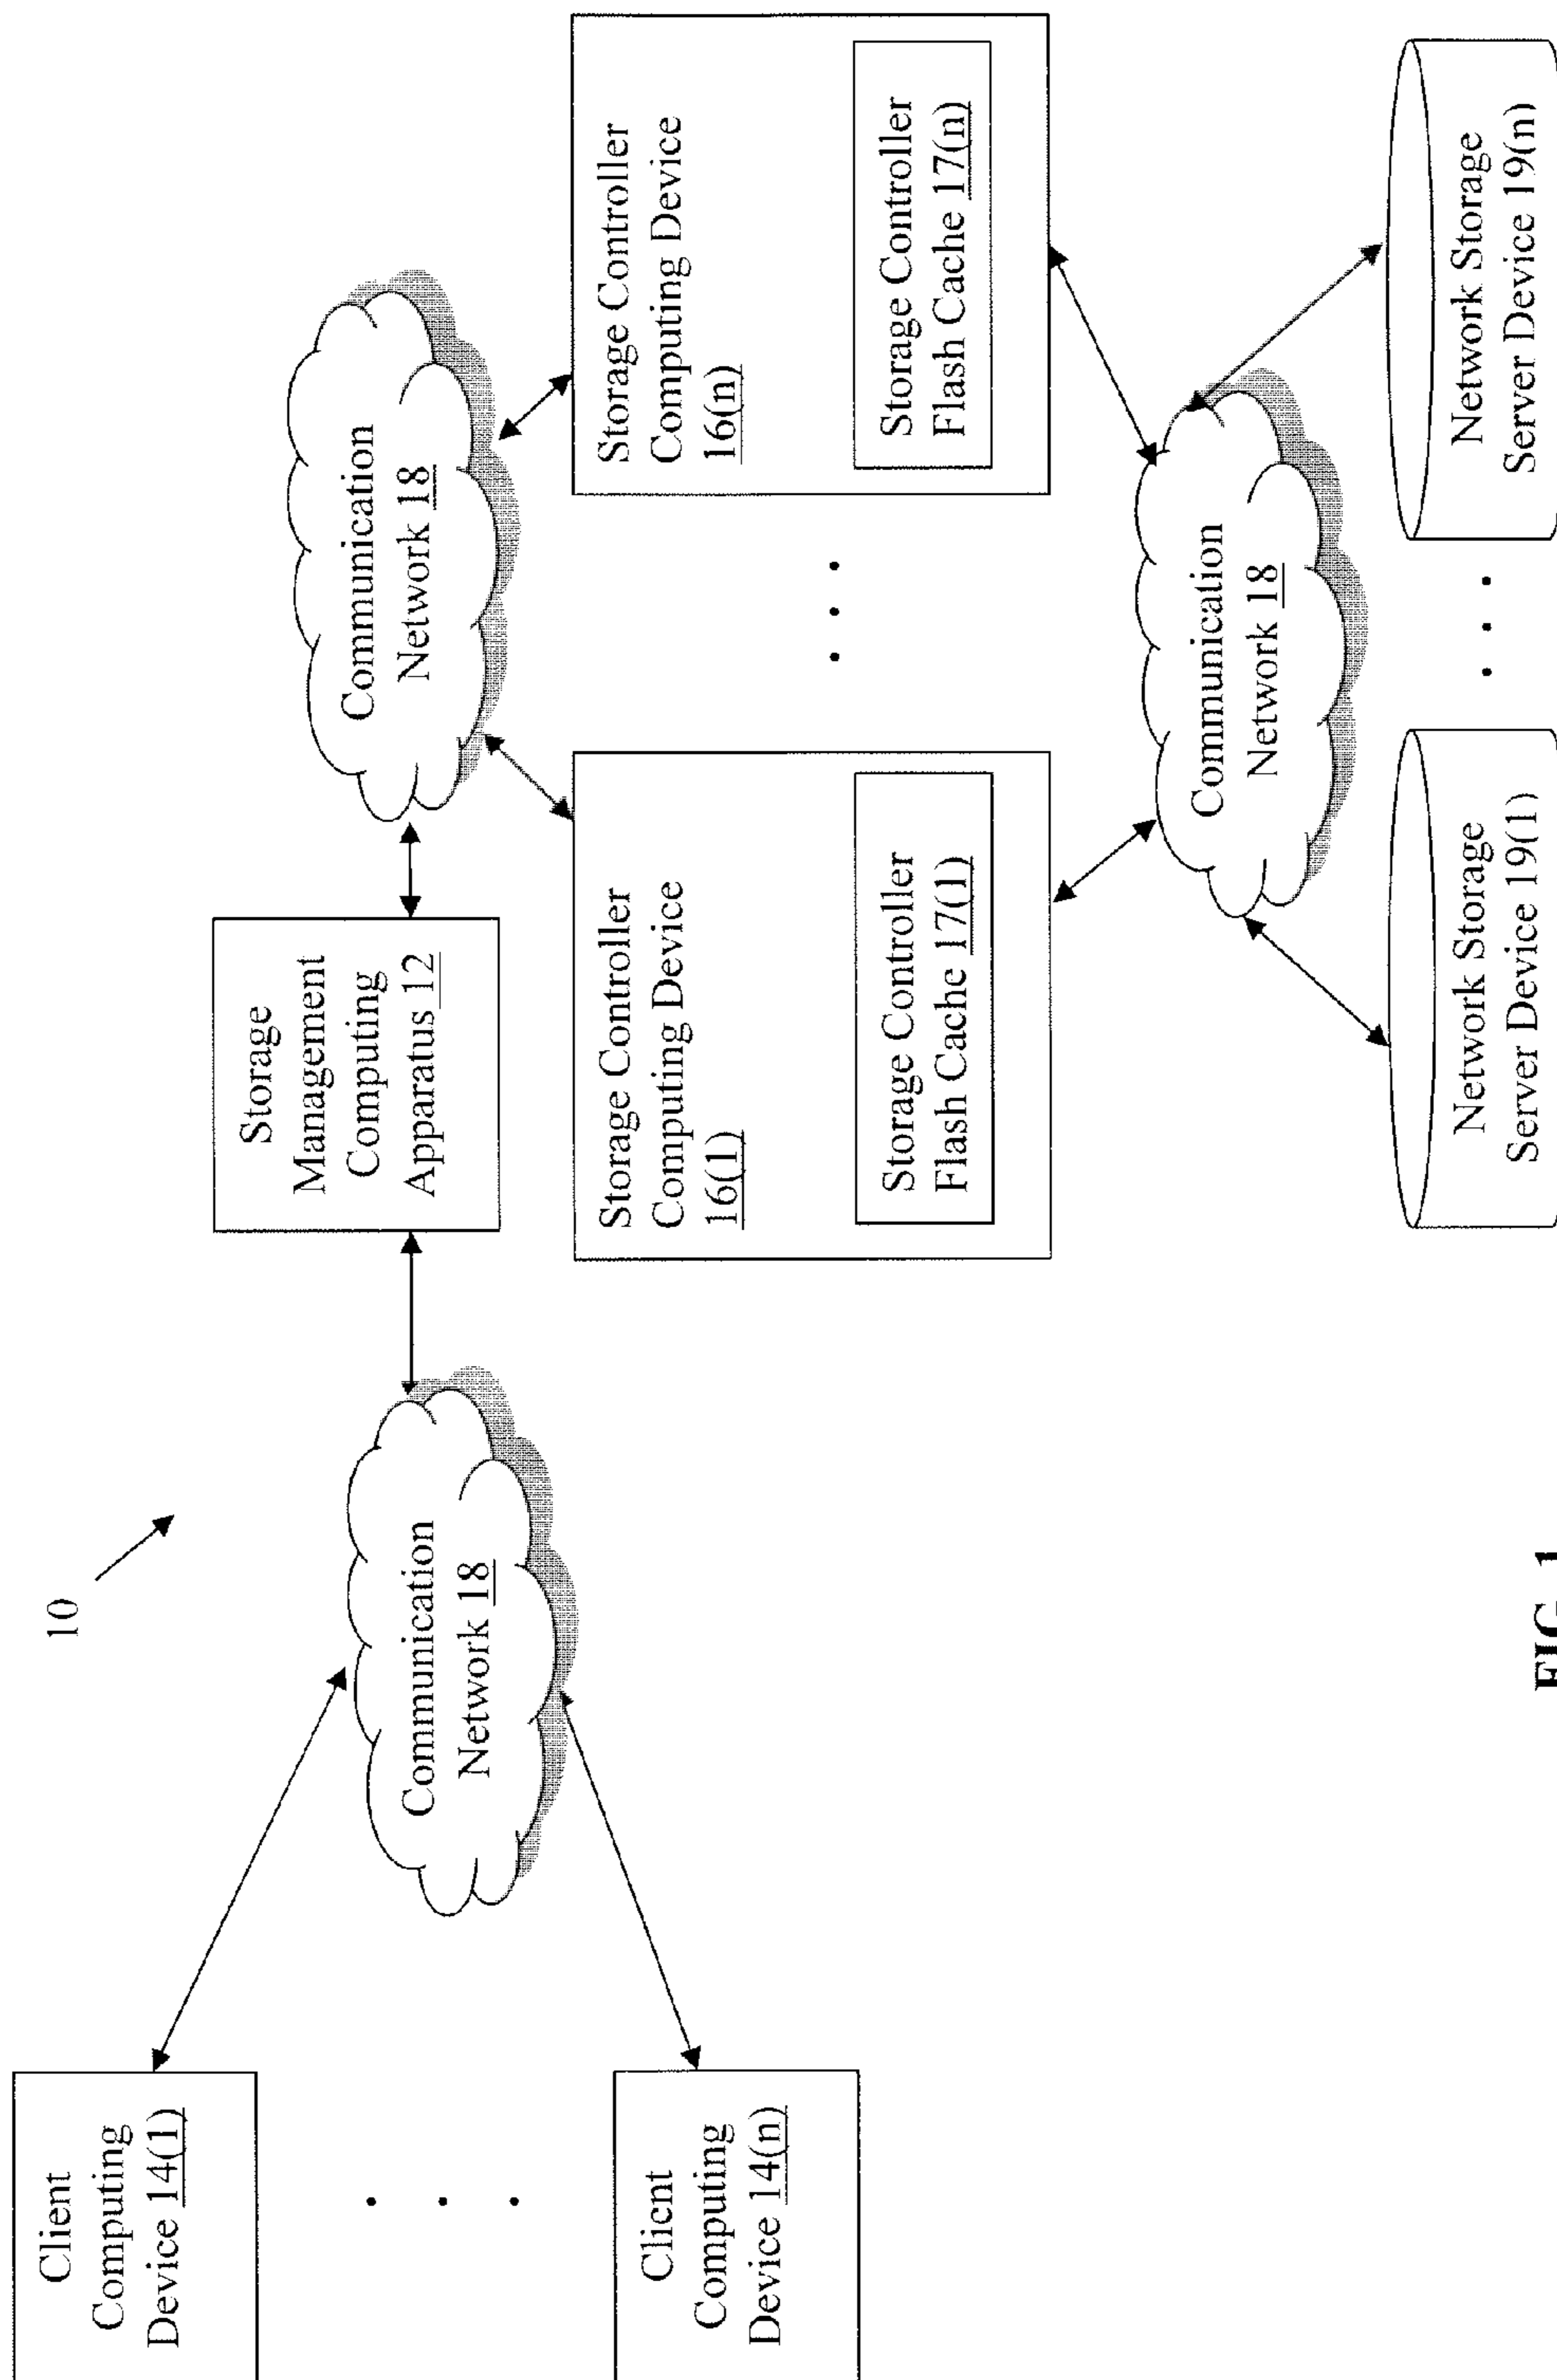 10
Client
Computing
Device 14(1)
Client
Computing
Device 14(n)
Communication
Network 18
Storage
Management
Computing
Apparatus 12
Communication
Network 18
Storage Controller
Computing Device
16(1)
Storage Controller
Flash Cache 17(1)
Storage Controller
Computing Device
16(n)
Storage Controller
Flash Cache 17(n)
Communication
Network 18
Network Storage
Server Device 19(1)
Network Storage
Server Device 19(n)
FIG. 1